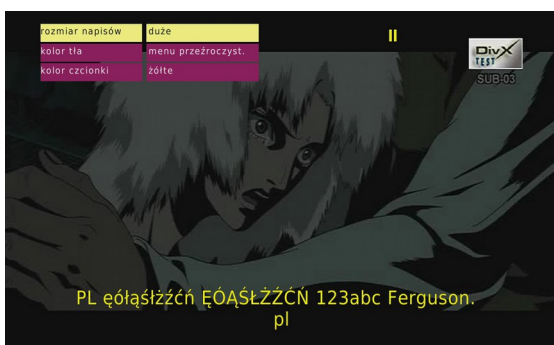 rozmiar napisów duże
kolor tła menu przeźroczyst.
kolor czcionki żółte
DivX
TEST
SUB-03
PL ęółąśłżźćń ĘÓĄŚŁŻŹĆŃ 123abc Ferguson.
pl